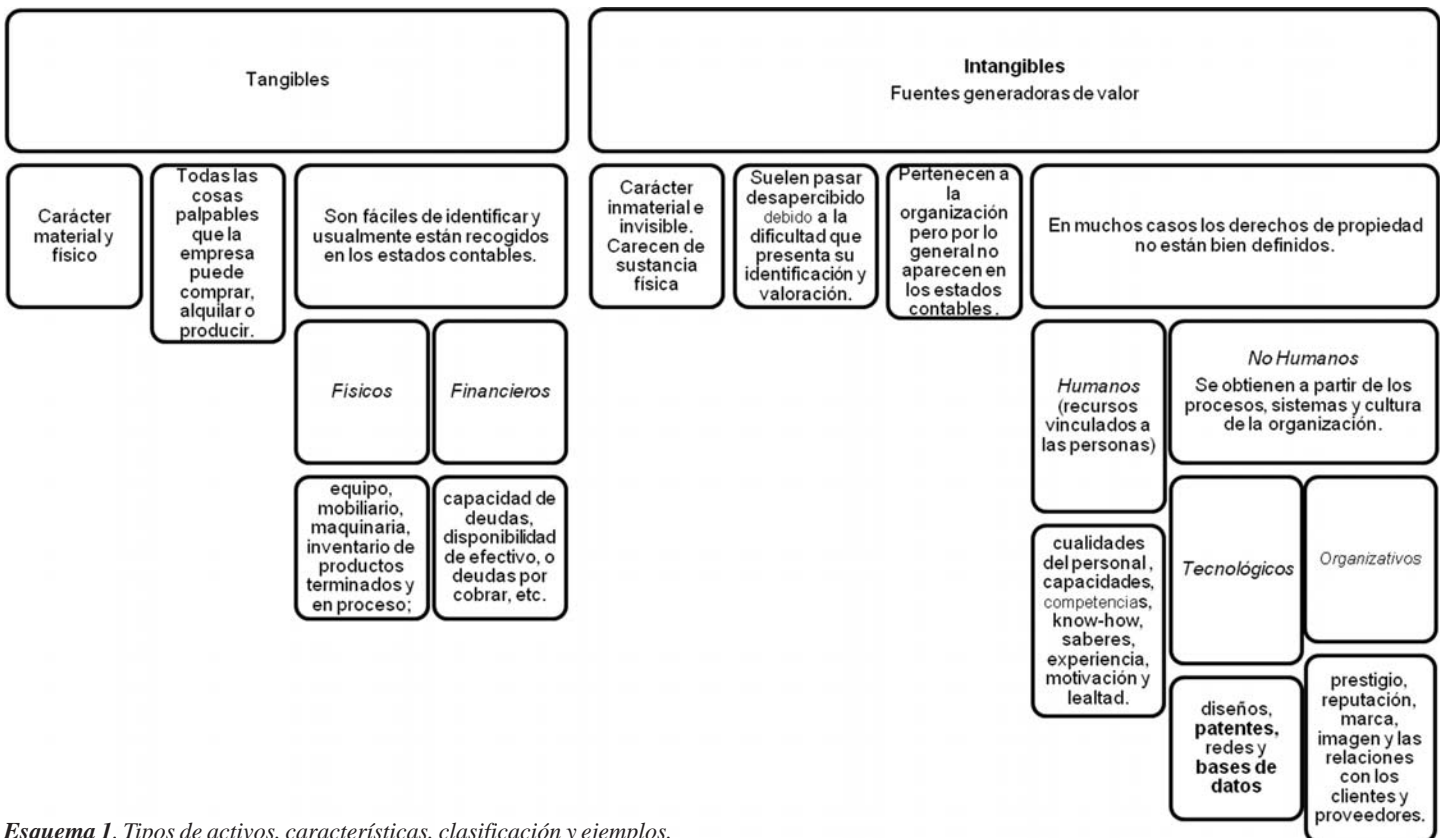 Tangibles
Carácter
material y
físico
Todas las
cosas
palpables
que la
empresa
puede
comprar,
alquilar o
producir.
Son fáciles de identificar y
usualmente están recogidos
en los estados contables.
Físicos
equipo,
mobiliario,
maquinaria,
inventario de
productos
terminados y
en proceso;
Financieros
capacidad de
deudas,
disponibilidad
de efectivo, o
deudas por
cobrar, etc.
Intangibles
Fuentes generadoras de valor
Carácter
inmaterial e
invisible.
Carecen de
sustancia
física
Suelen pasar
desapercibido
debido a la
dificultad que
presenta su
identificación y
valoración.
Pertenecen a
la
organización
pero por lo
general no
aparecen en
los estados
contables .
En muchos casos los derechos de propiedad
no están bien definidos.
Humanos
(recursos
vinculados a
las personas)
cualidades
del personal ,
capacidades,
competencias,
know-how,
saberes,
experiencia,
motivación y
lealtad.
No Humanos
Se obtienen a partir de los
procesos, sistemas y cultura
de la organización.
Tecnológicos
diseños,
patentes,
redes y
bases de
datos
Organizativos
prestigio,
reputación,
marca,
imagen y las
relaciones
con los
clientes y
proveedores.
Esquema 1. Tipos de activos, características, clasificación y ejemplos.